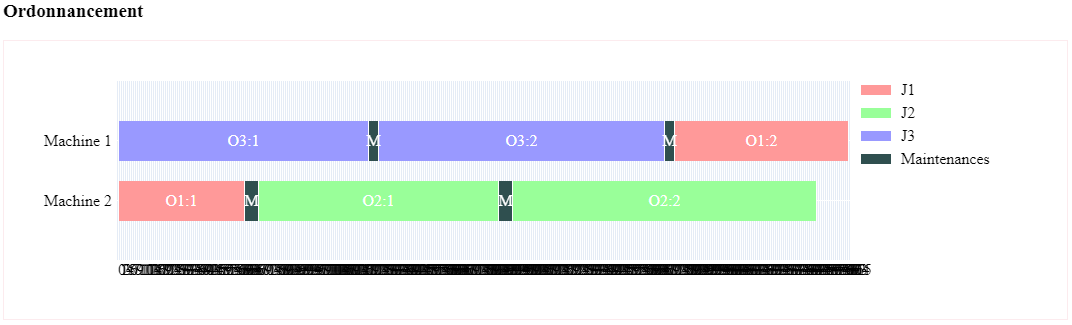 Ordonnancement
J1
J2
J3
Maintenances
Machine 1 O3:1 M O3:2 M O1:2
Machine 2 O1:1 M O2:1 M O2:2